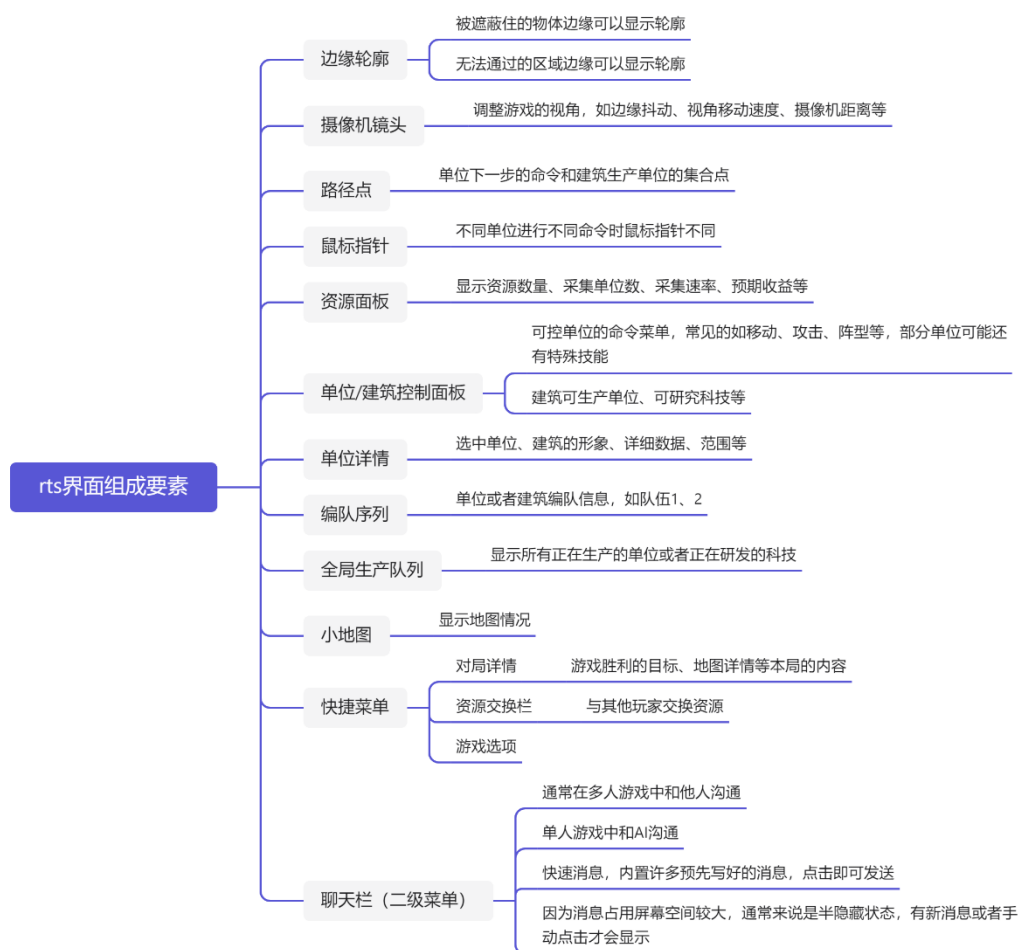 rts界面组成要素
边缘轮廓
被遮蔽住的物体边缘可以显示轮廓
无法通过的区域边缘可以显示轮廓
摄像机镜头
调整游戏的视角，如边缘抖动、视角移动速度、摄像机距离等
路径点
单位下一步的命令和建筑生产单位的集合点
鼠标指针
不同单位进行不同命令时鼠标指针不同
资源面板
显示资源数量、采集单位数、采集速率、预期收益等
单位/建筑控制面板
可控单位的命令菜单，常见的如移动、攻击、阵型等，部分单位可能还
有特殊技能
建筑可生产单位、可研究科技等
单位详情
选中单位、建筑的形象、详细数据、范围等
编队序列
单位或者建筑编队信息，如队伍1、2
全局生产队列
显示所有正在生产的单位或者正在研发的科技
小地图
显示地图情况
快捷菜单
对局详情
游戏胜利的目标、地图详情等本局的内容
资源交换栏
与其他玩家交换资源
游戏选项
聊天栏（二级菜单）
通常在多人游戏中和他人沟通
单人游戏中和AI沟通
快速消息，内置许多预先写好的消息，点击即可发送
因为消息占用屏幕空间较大，通常来说是半隐藏状态，有新消息或者手
动点击才会显示